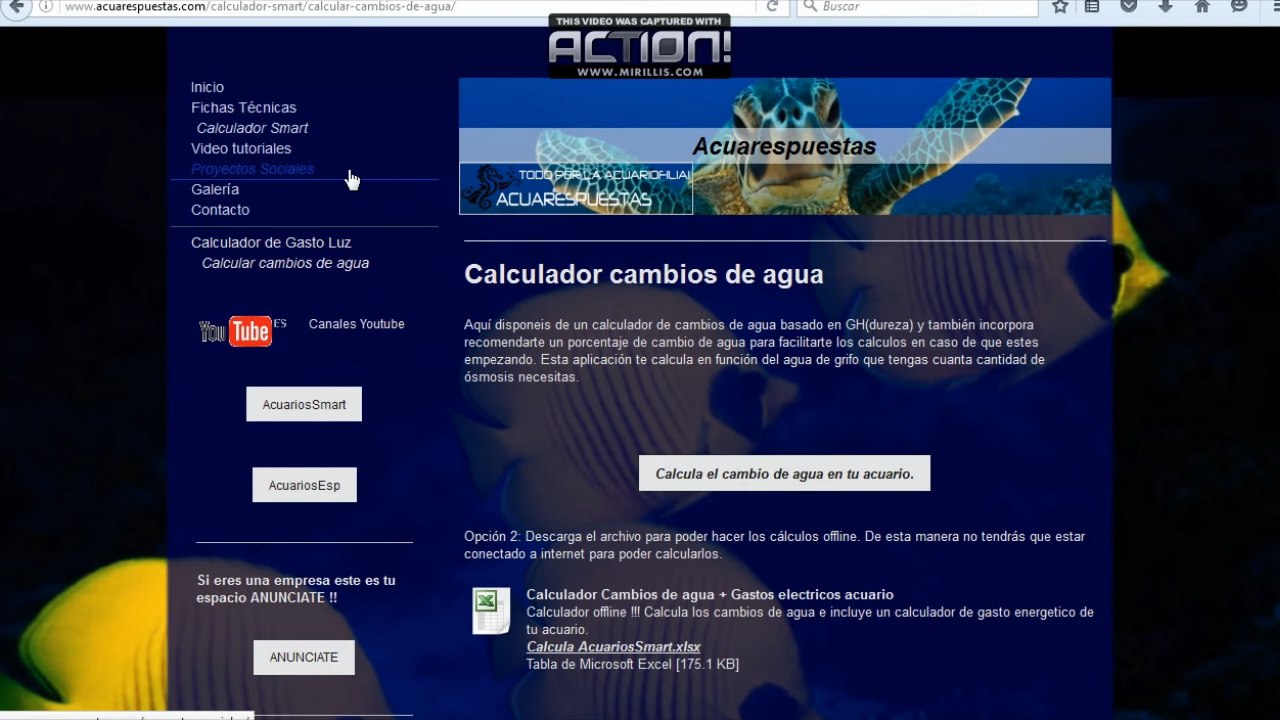 www.acuarespuestas.com/calculador-smart/calcular-cambios-de-agua/
Buscar
THIS VIDEO WAS CAPTURED WITH
ACTION!
WWW.MIRILLIS.COM
Inicio
Fichas Técnicas
Calculador Smart
Video tutoriales
Proyectos Sociales
Galería
Contacto
Calculador de Gasto Luz
Calcular cambios de agua
YouTube ES
Canales Youtube
AcuariosSmart
AcuariosEsp
Si eres una empresa este es tu
espacio ANUNCIATE !!
ANUNCIATE
Acuarespuestas
TODO POR LA ACUARIOFILIA!
ACUARESPUESTAS
Calculador cambios de agua
Aquí disponeis de un calculador de cambios de agua basado en GH(dureza) y también incorpora
recomendarte un porcentaje de cambio de agua para facilitarte los calculos en caso de que estes
empezando. Esta aplicación te calcula en función del agua de grifo que tengas cuanta cantidad de
ósmosis necesitas.
Calcula el cambio de agua en tu acuario.
Opción 2: Descarga el archivo para poder hacer los cálculos offline. De esta manera no tendrás que estar
conectado a internet para poder calcularlos.
Calculador Cambios de agua + Gastos electricos acuario
Calculador offline !!! Calcula los cambios de agua e incluye un calculador de gasto energetico de
tu acuario.
Calcula AcuariosSmart.xlsx
Tabla de Microsoft Excel [175.1 KB]